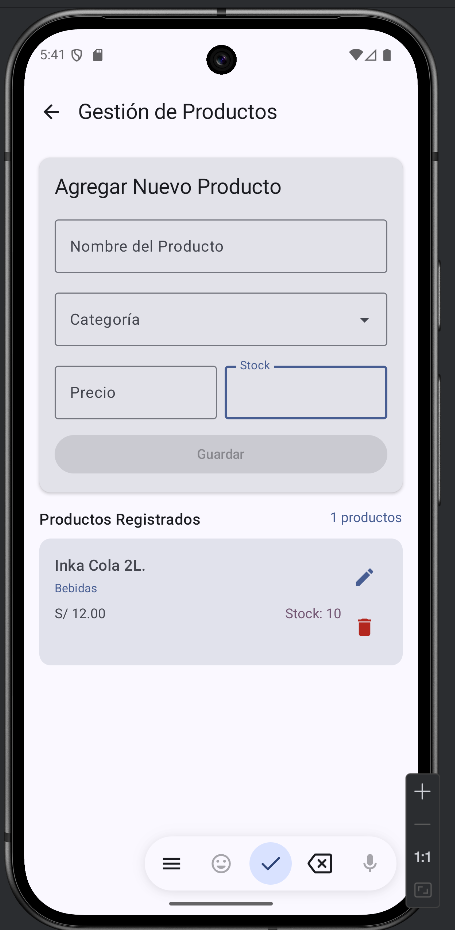 5:41
Gestión de Productos
Agregar Nuevo Producto
Nombre del Producto
Categoría
Precio
Stock
Guardar
Productos Registrados
1 productos
Inka Cola 2L.
Bebidas
S/ 12.00
Stock: 10
1:1